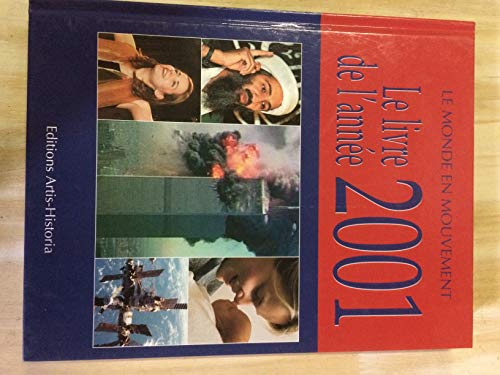 LE MONDE EN MOUVEMENT
Le livre
de l'année
2001
Editions Artis-Historia